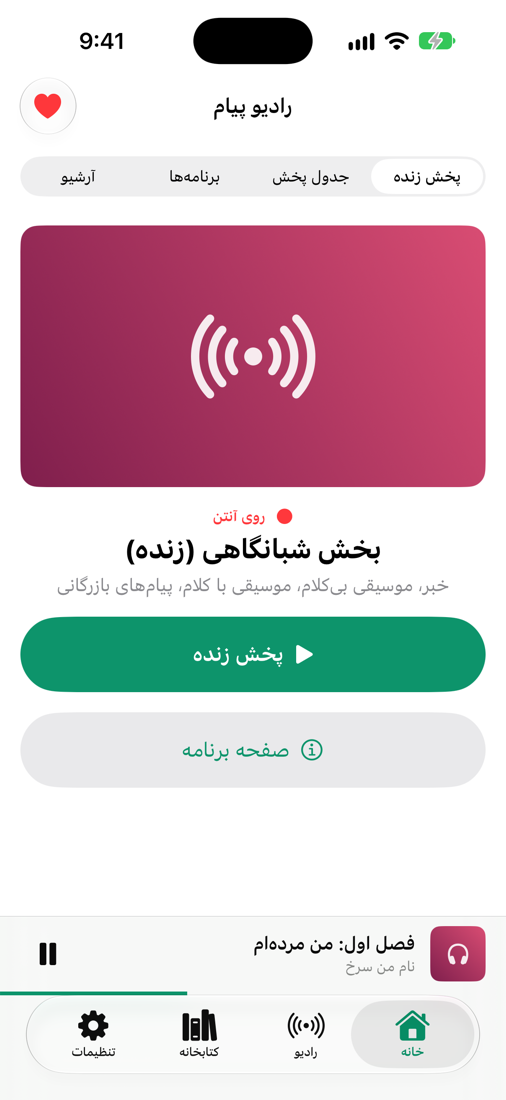 9:41
رادیو پیام
پخش زنده
جدول پخش
برنامه‌ها
آرشیو
روی آنتن
بخش شبانگاهی (زنده)
خبر، موسیقی بی‌کلام، موسیقی با کلام، پیام‌های بازرگانی
پخش زنده
صفحه برنامه
فصل اول: من مرده‌ام
نام من سرخ
خانه
رادیو
کتابخانه
تنظیمات